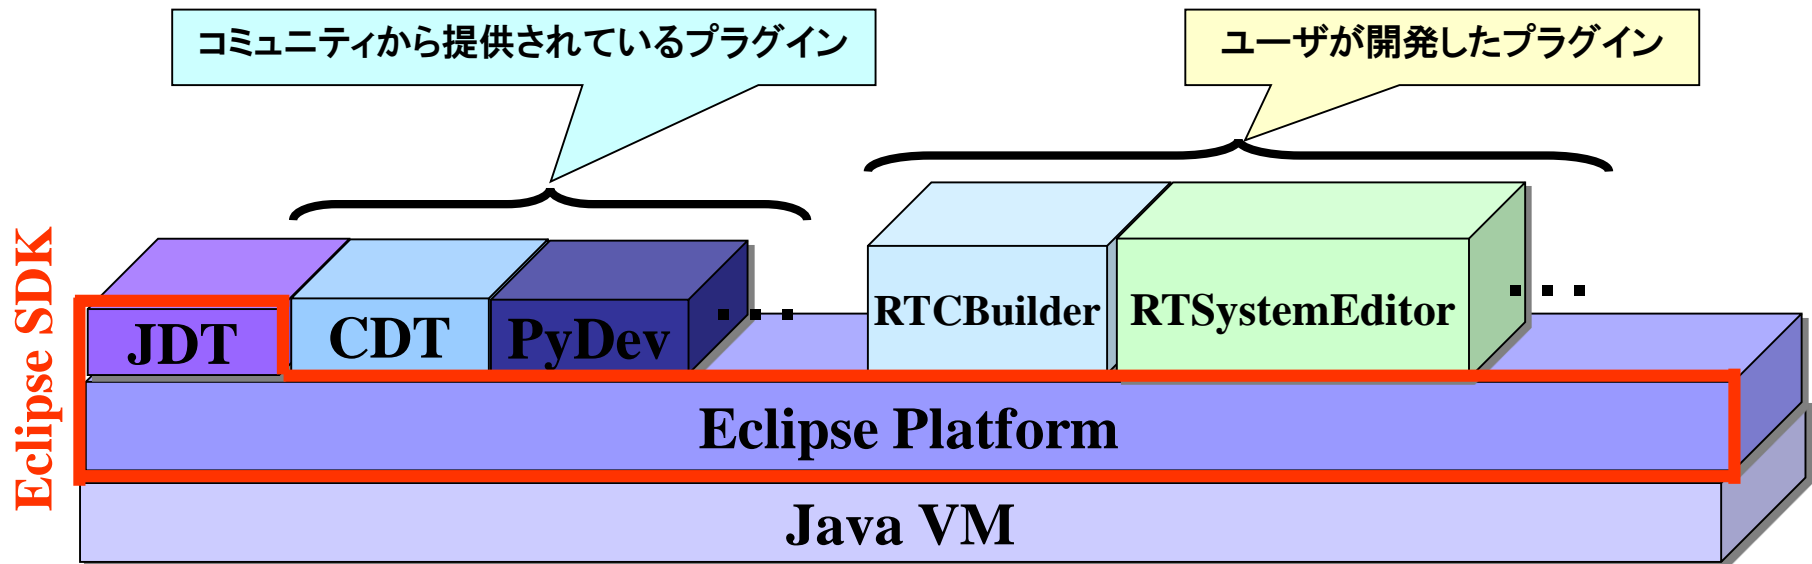 コミュニティから提供されているプラグイン
ユーザが開発したプラグイン
Eclipse SDK
JDT
CDT
PyDev
...
RTCBuilder
RTSystemEditor
...
Eclipse Platform
Java VM